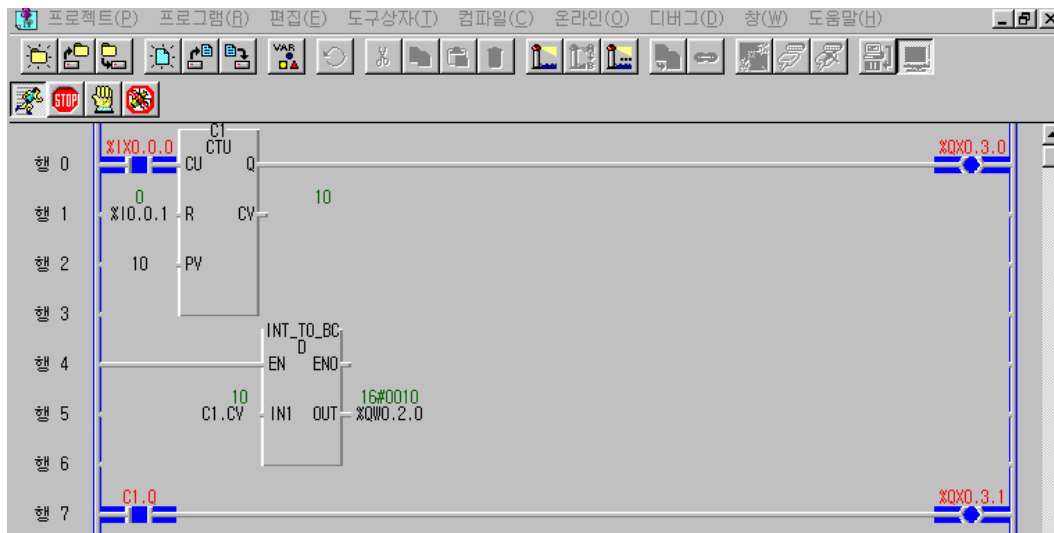 프로젝트(P) 프로그램(R) 편집(E) 도구상자(T) 컴파일(C) 온라인(O) 디버그(D) 창(W) 도움말(H)
VAR
STOP
C1
%IX0.0.0 CTU %QX0.3.0
행 0 CU Q
0 10
행 1 %I0.0.1 R CV
행 2 10 PV
행 3
INT_TO_BC
D
행 4 EN ENO
10 16#0010
행 5 C1.CV IN1 OUT %QW0.2.0
행 6
C1.Q %QX0.3.1
행 7